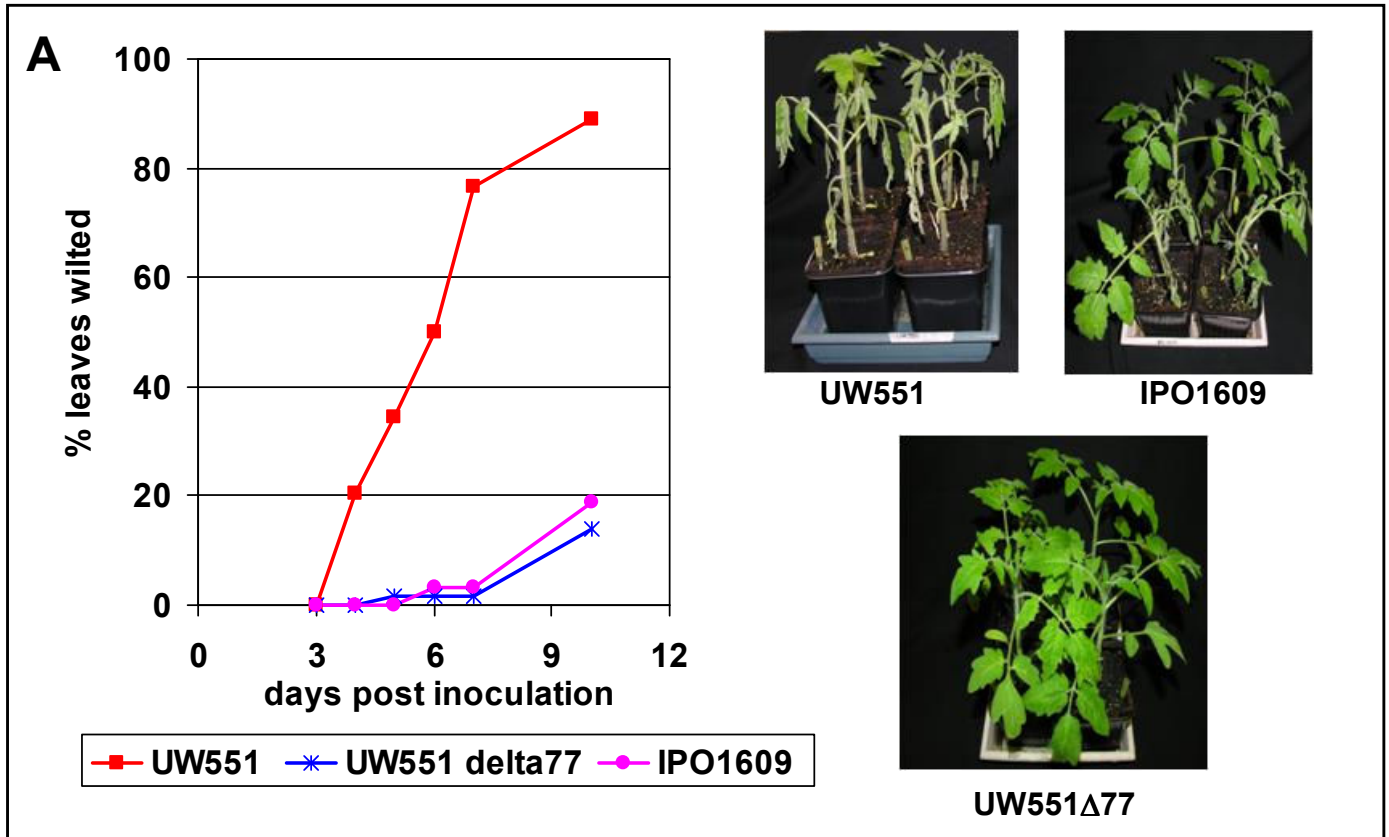 A
100
80
60
40
20
0
% leaves wilted
0 3 6 9 12
days post inoculation
UW551 UW551 delta77 IPO1609
UW551
IPO1609
UW551Δ77